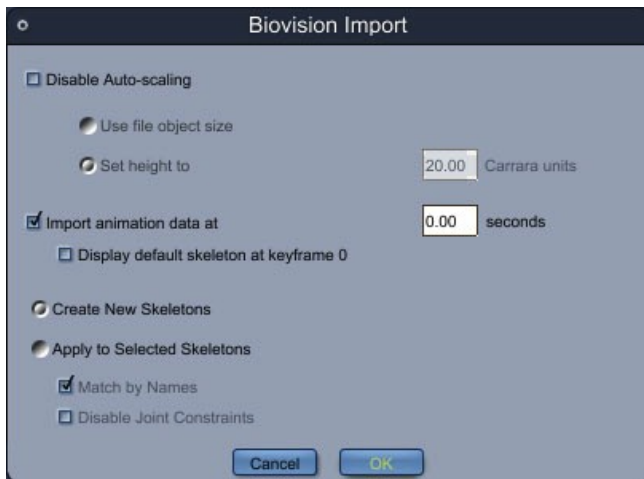 Biovision Import
Disable Auto-scaling
Use file object size
Set height to 20.00 Carrara units
Import animation data at 0.00 seconds
Display default skeleton at keyframe 0
Create New Skeletons
Apply to Selected Skeletons
Match by Names
Disable Joint Constraints
Cancel OK